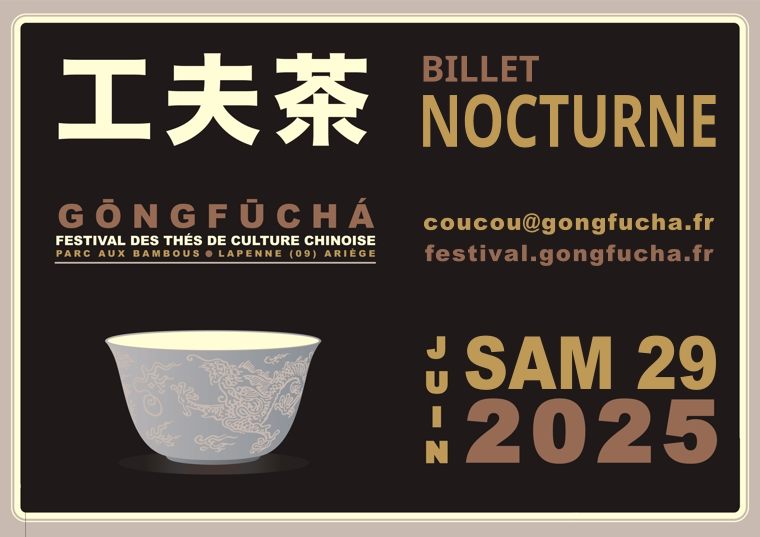 工夫茶
GŌNGFŪCHÁ
FESTIVAL DES THÉS DE CULTURE CHINOISE
PARC AUX BAMBOUS ● LAPENNE (09) ARIÈGE
BILLET
NOCTURNE
coucou@gongfucha.fr
festival.gongfucha.fr
JUIN
SAM 29
2025